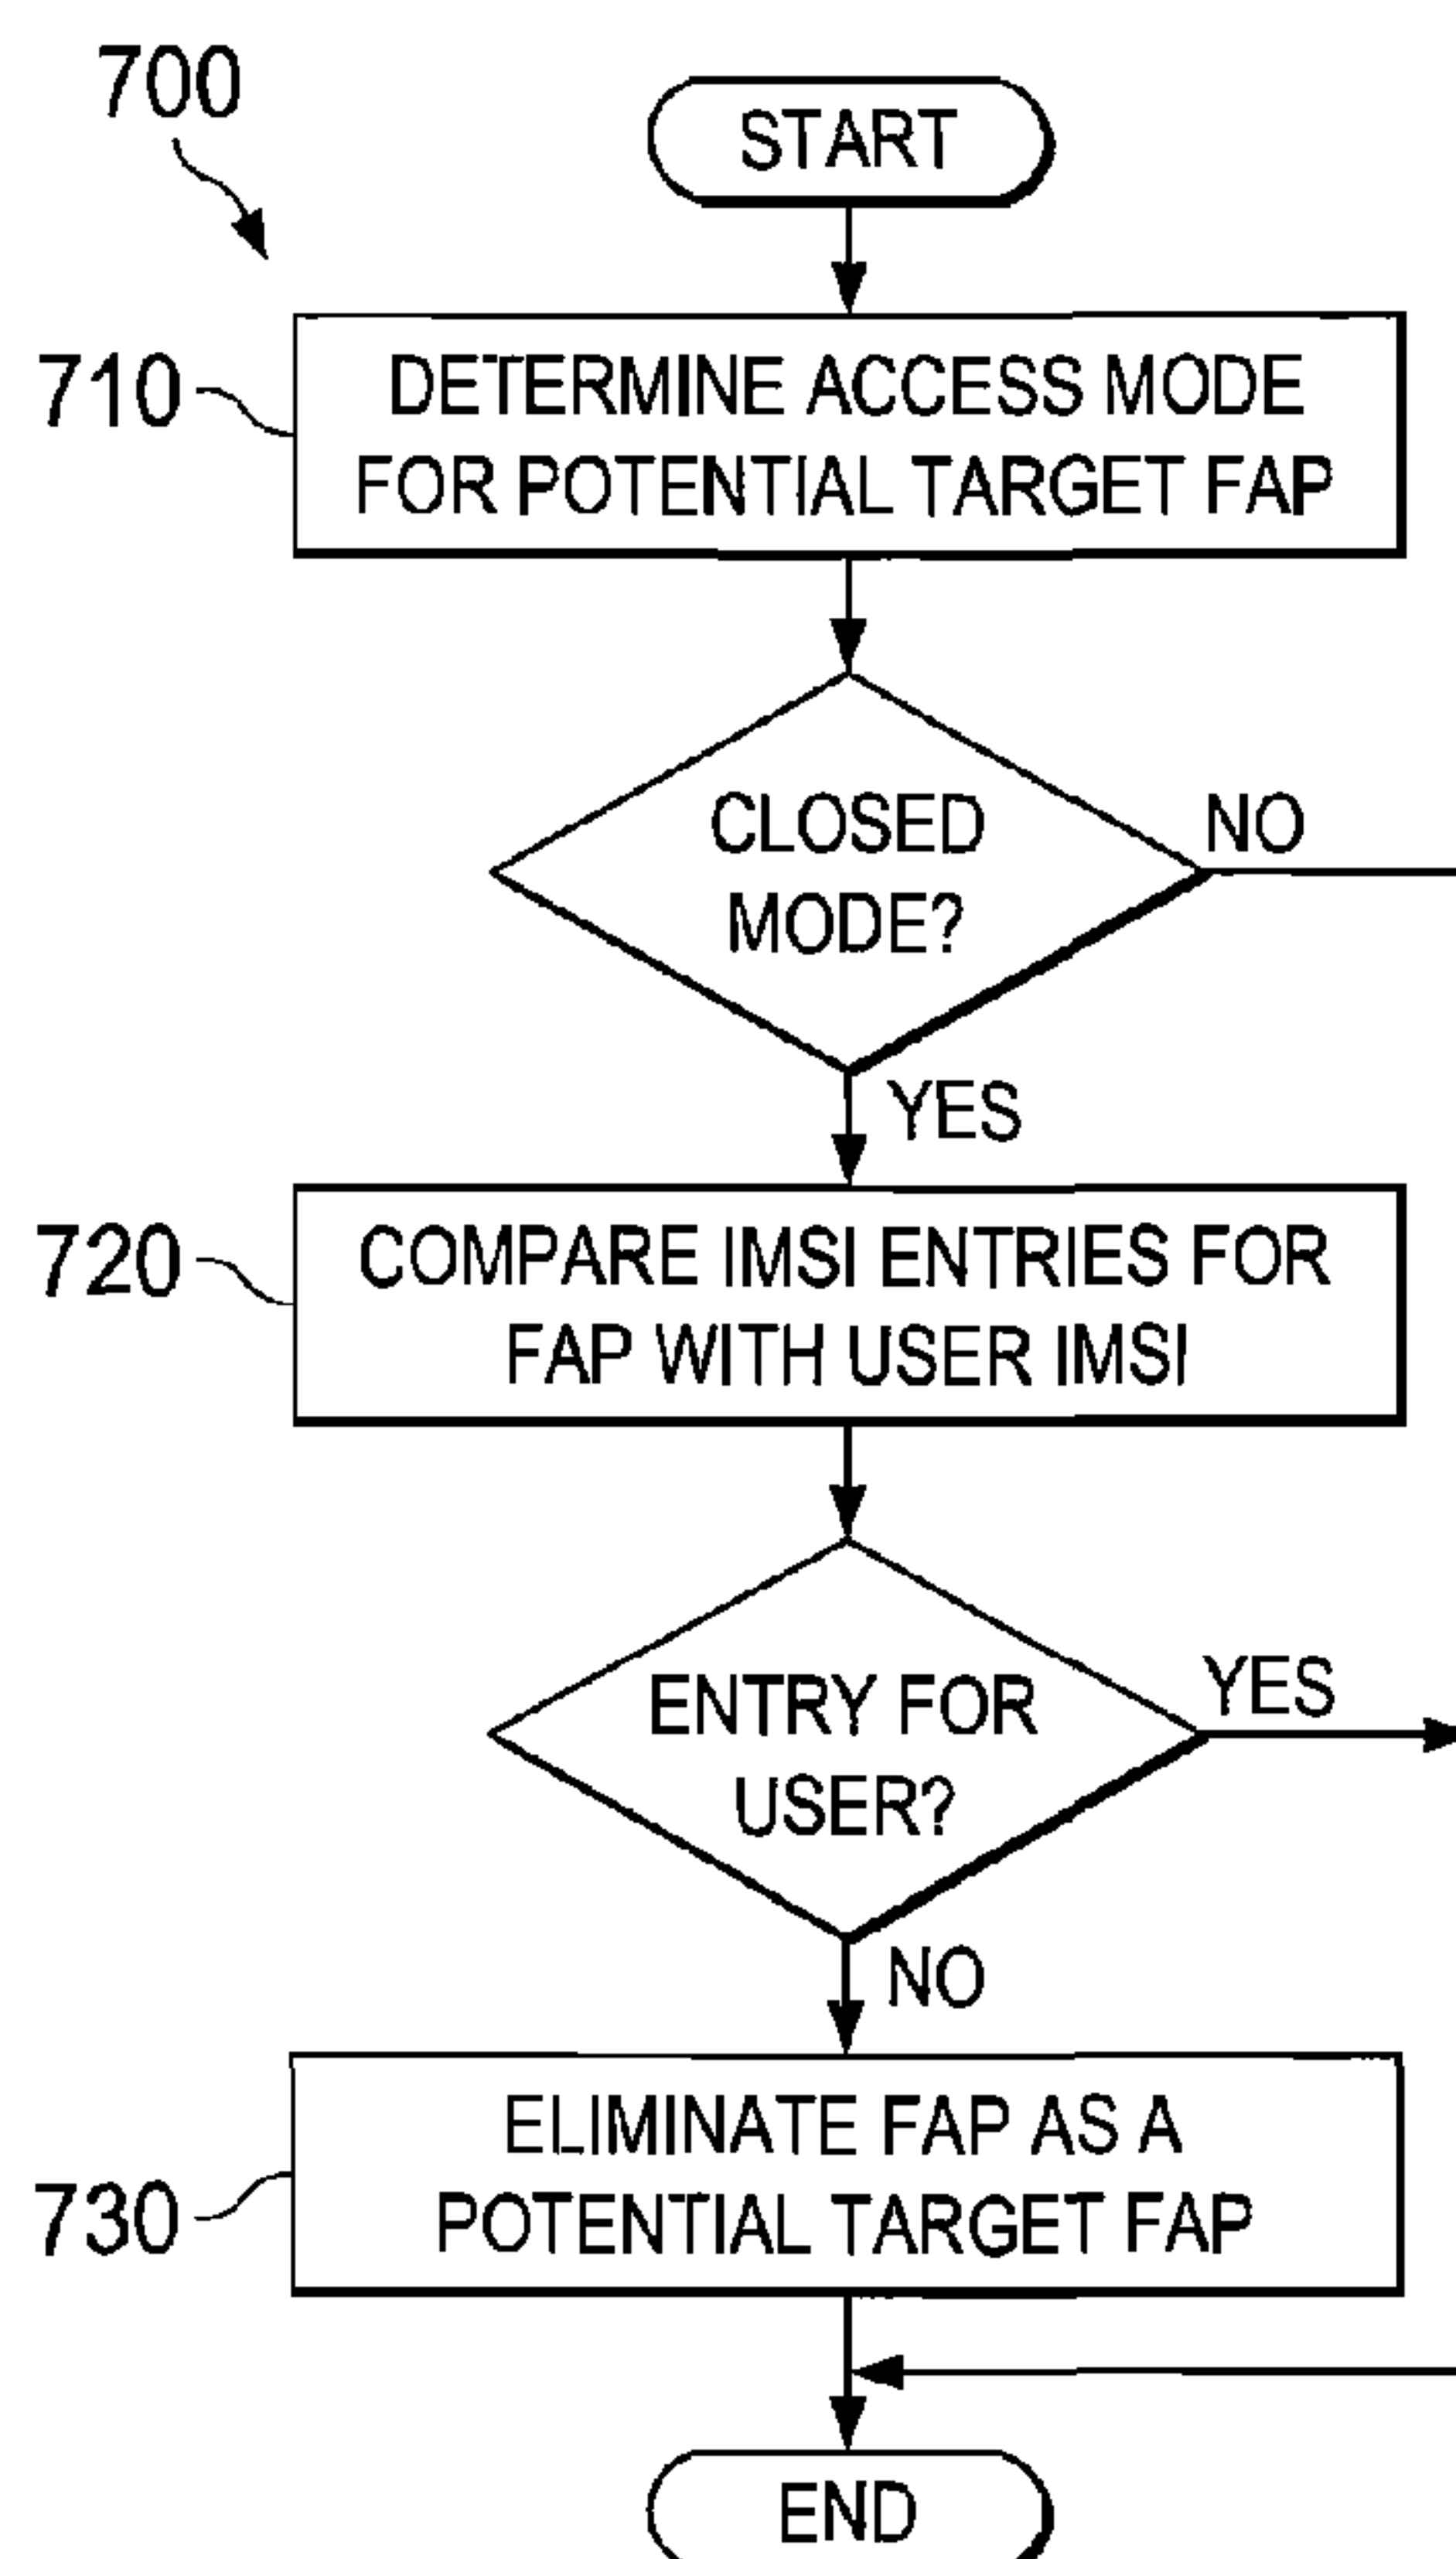 700
START
710
DETERMINE ACCESS MODE
FOR POTENTIAL TARGET FAP
CLOSED
MODE?
NO
YES
720
COMPARE IMSI ENTRIES FOR
FAP WITH USER IMSI
ENTRY FOR
USER?
YES
NO
730
ELIMINATE FAP AS A
POTENTIAL TARGET FAP
END